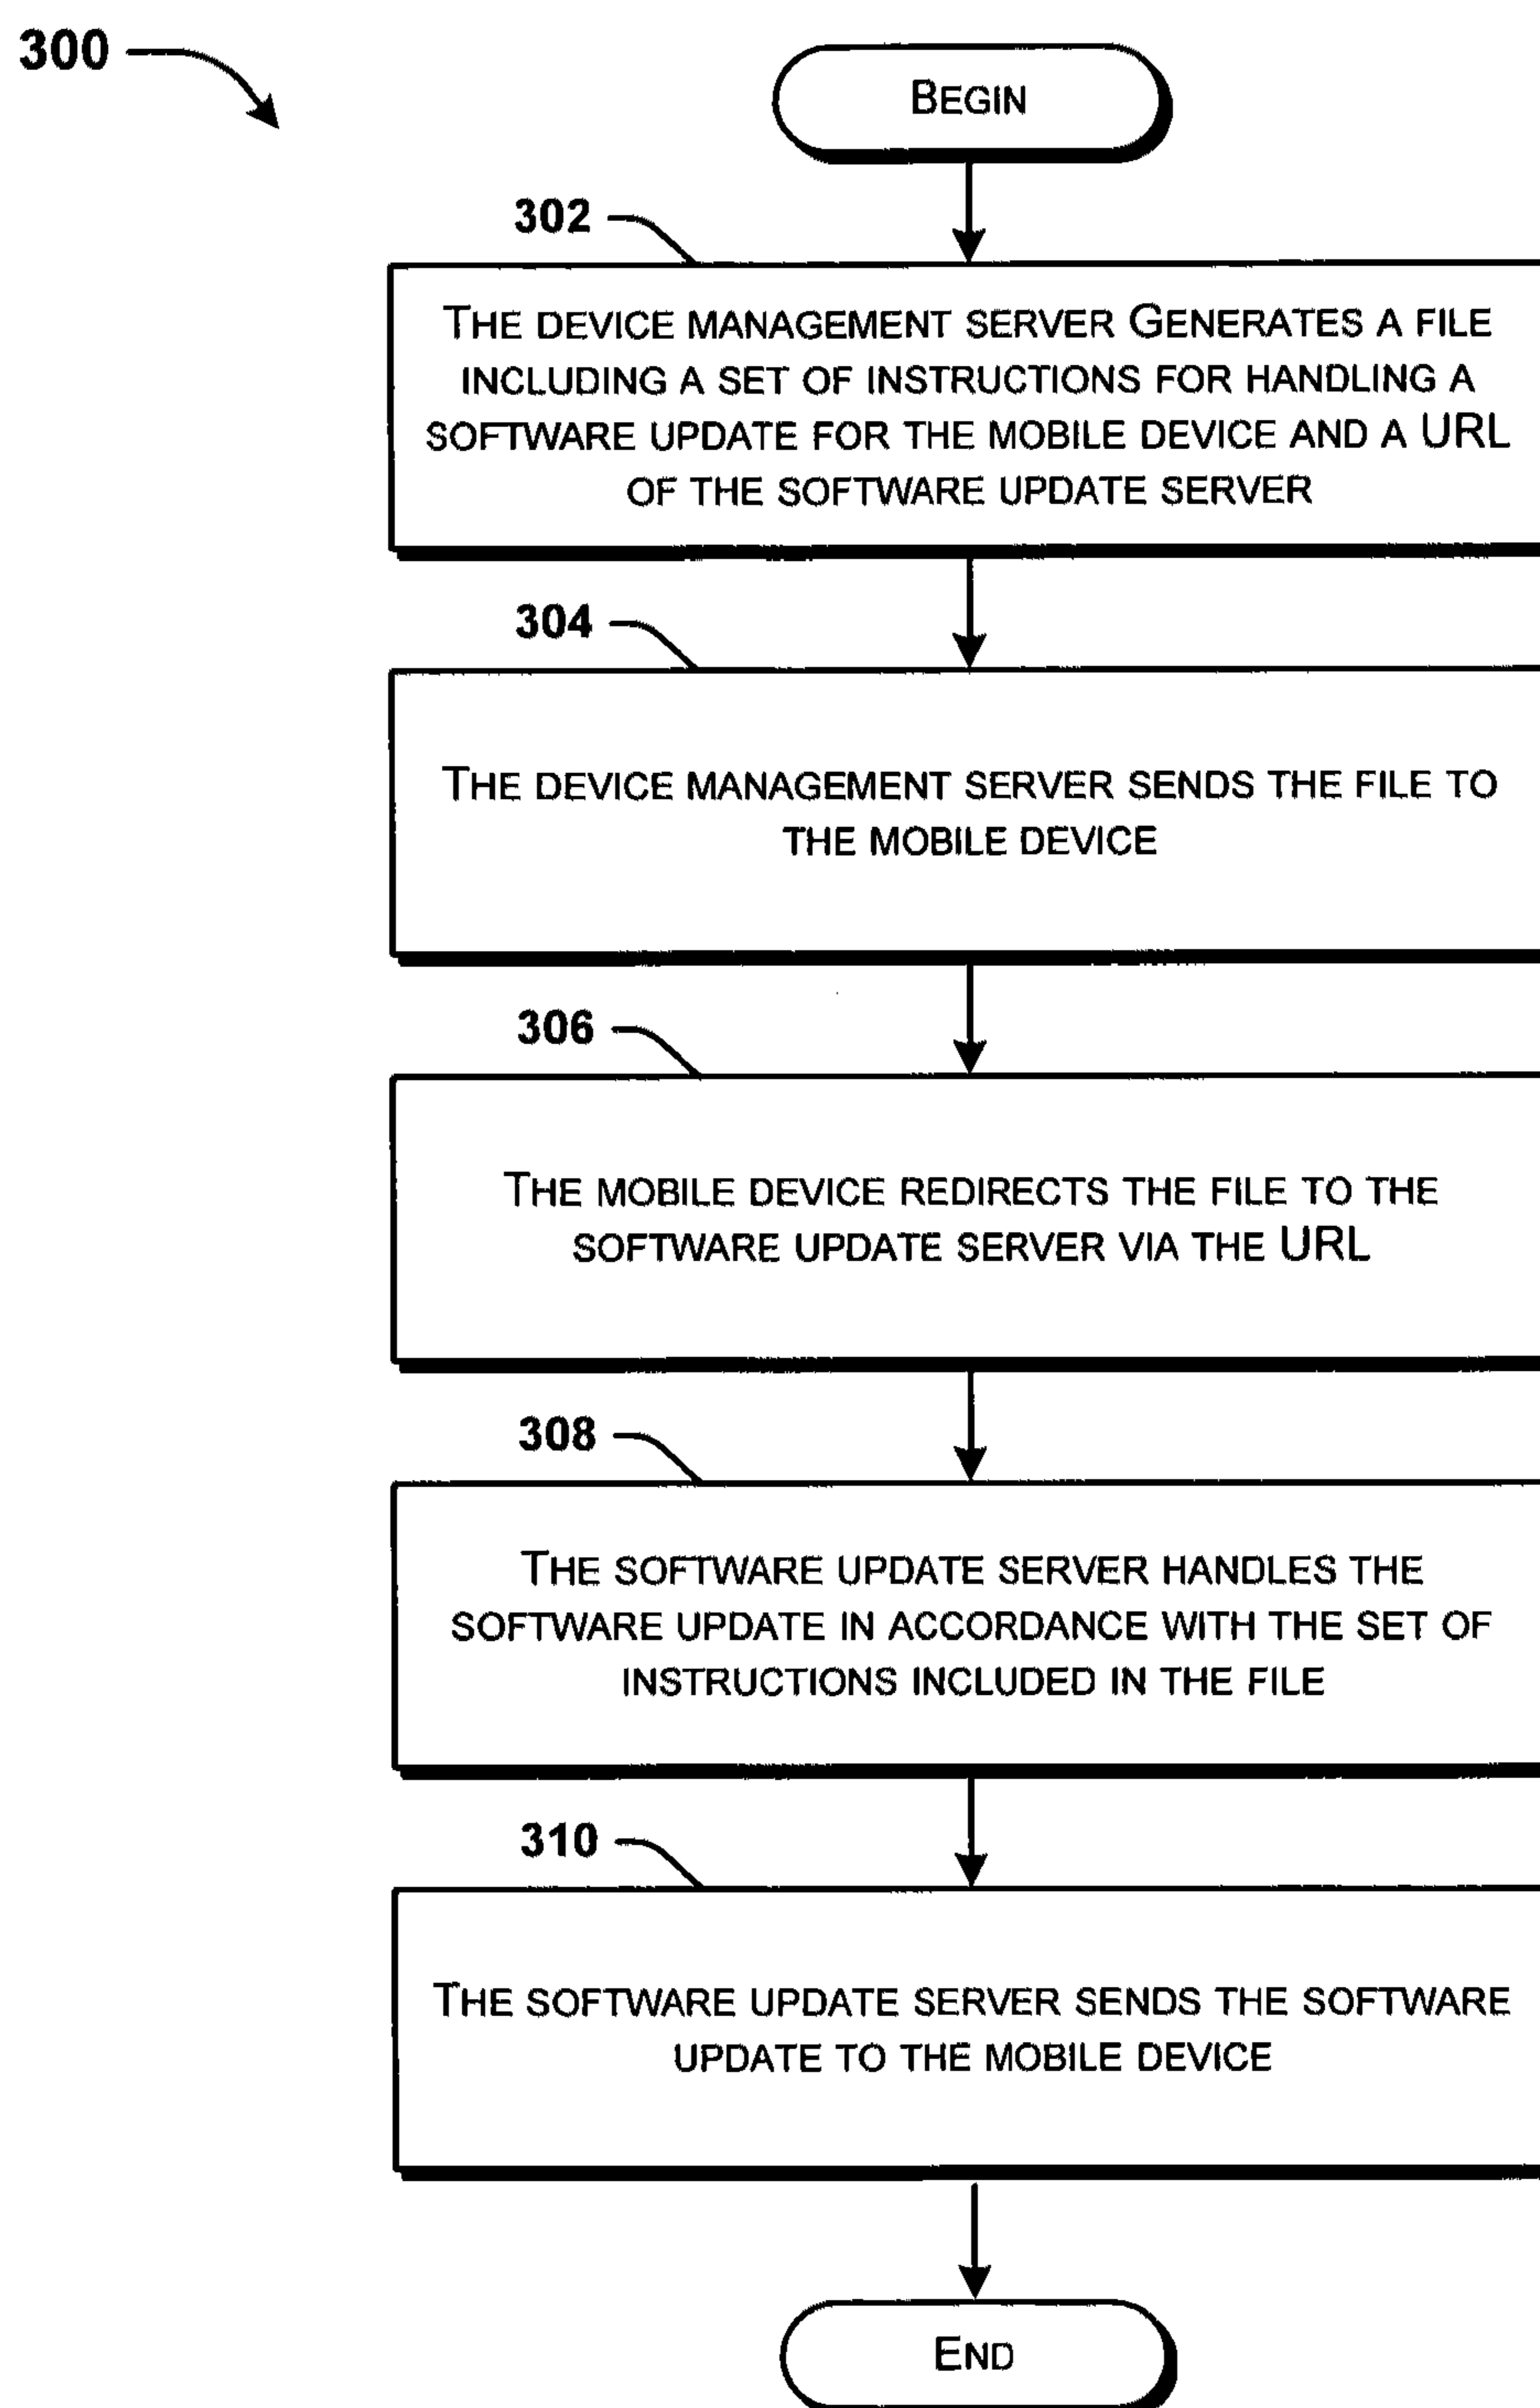 300
BEGIN
302
THE DEVICE MANAGEMENT SERVER GENERATES A FILE
INCLUDING A SET OF INSTRUCTIONS FOR HANDLING A
SOFTWARE UPDATE FOR THE MOBILE DEVICE AND A URL
OF THE SOFTWARE UPDATE SERVER
304
THE DEVICE MANAGEMENT SERVER SENDS THE FILE TO
THE MOBILE DEVICE
306
THE MOBILE DEVICE REDIRECTS THE FILE TO THE
SOFTWARE UPDATE SERVER VIA THE URL
308
THE SOFTWARE UPDATE SERVER HANDLES THE
SOFTWARE UPDATE IN ACCORDANCE WITH THE SET OF
INSTRUCTIONS INCLUDED IN THE FILE
310
THE SOFTWARE UPDATE SERVER SENDS THE SOFTWARE
UPDATE TO THE MOBILE DEVICE
END